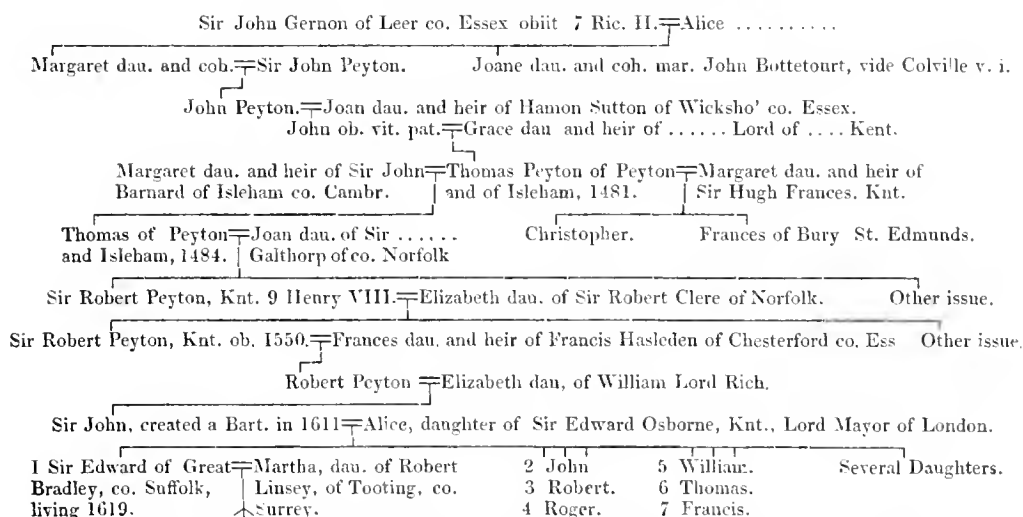 Sir John Gernon of Leer co. Essex obiit 7 Ric. II.=Alice ..........
Margaret dau. and coh.=Sir John Peyton. Joane dau. and coh. mar. John Bottetourt, vide Colville v. i.
John Peyton.=Joan dau. and heir of Hamon Sutton of Wicksho' co. Essex.
John ob. vit. pat.=Grace dau and heir of ...... Lord of .... Kent.
Margaret dau. and heir of Sir John=Thomas Peyton of Peyton=Margaret dau. and heir of
Barnard of Isleham co. Cambr. and of Isleham, 1481. Sir Hugh Frances. Knt.
Thomas of Peyton=Joan dau. of Sir ...... Christopher. Frances of Bury St. Edmunds.
and Isleham, 1484. Galthorp of co. Norfolk
Sir Robert Peyton, Knt. 9 Henry VIII.=Elizabeth dau. of Sir Robert Clere of Norfolk. Other issue.
Sir Robert Peyton, Knt. ob. 1550.=Frances dau. and heir of Francis Hasleden of Chesterford co. Ess Other issue.
Robert Peyton =Elizabeth dau, of William Lord Rich.
Sir John, created a Bart. in 1611=Alice, daughter of Sir Edward Osborne, Knt., Lord Mayor of London.
1 Sir Edward of Great=Martha, dau. of Robert 2 John 5 William. Several Daughters.
Bradley, co. Suffolk, Linsey, of Tooting, co. 3 Robert. 6 Thomas.
living 1619. Surrey. 4 Roger. 7 Francis.